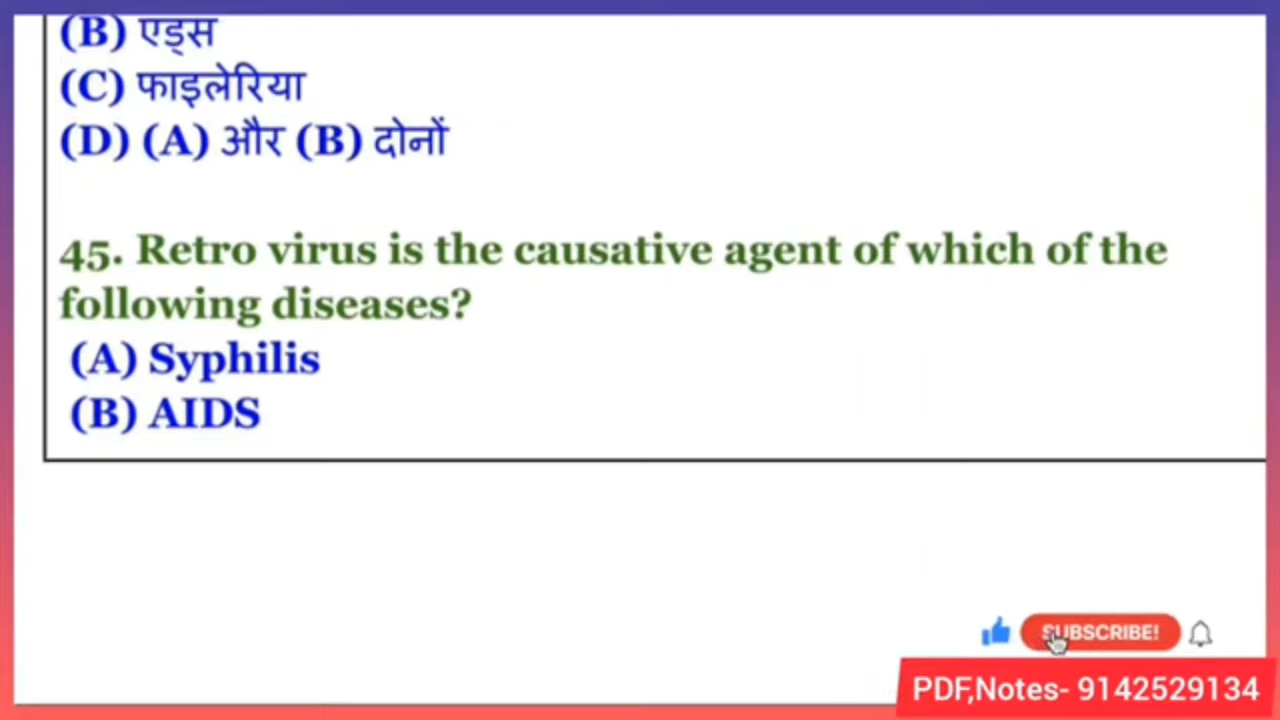 (B) एड्स
(C) फाइलेरिया
(D) (A) और (B) दोनों
45. Retro virus is the causative agent of which of the
following diseases?
(A) Syphilis
(B) AIDS
SUBSCRIBE!
PDF,Notes- 9142529134